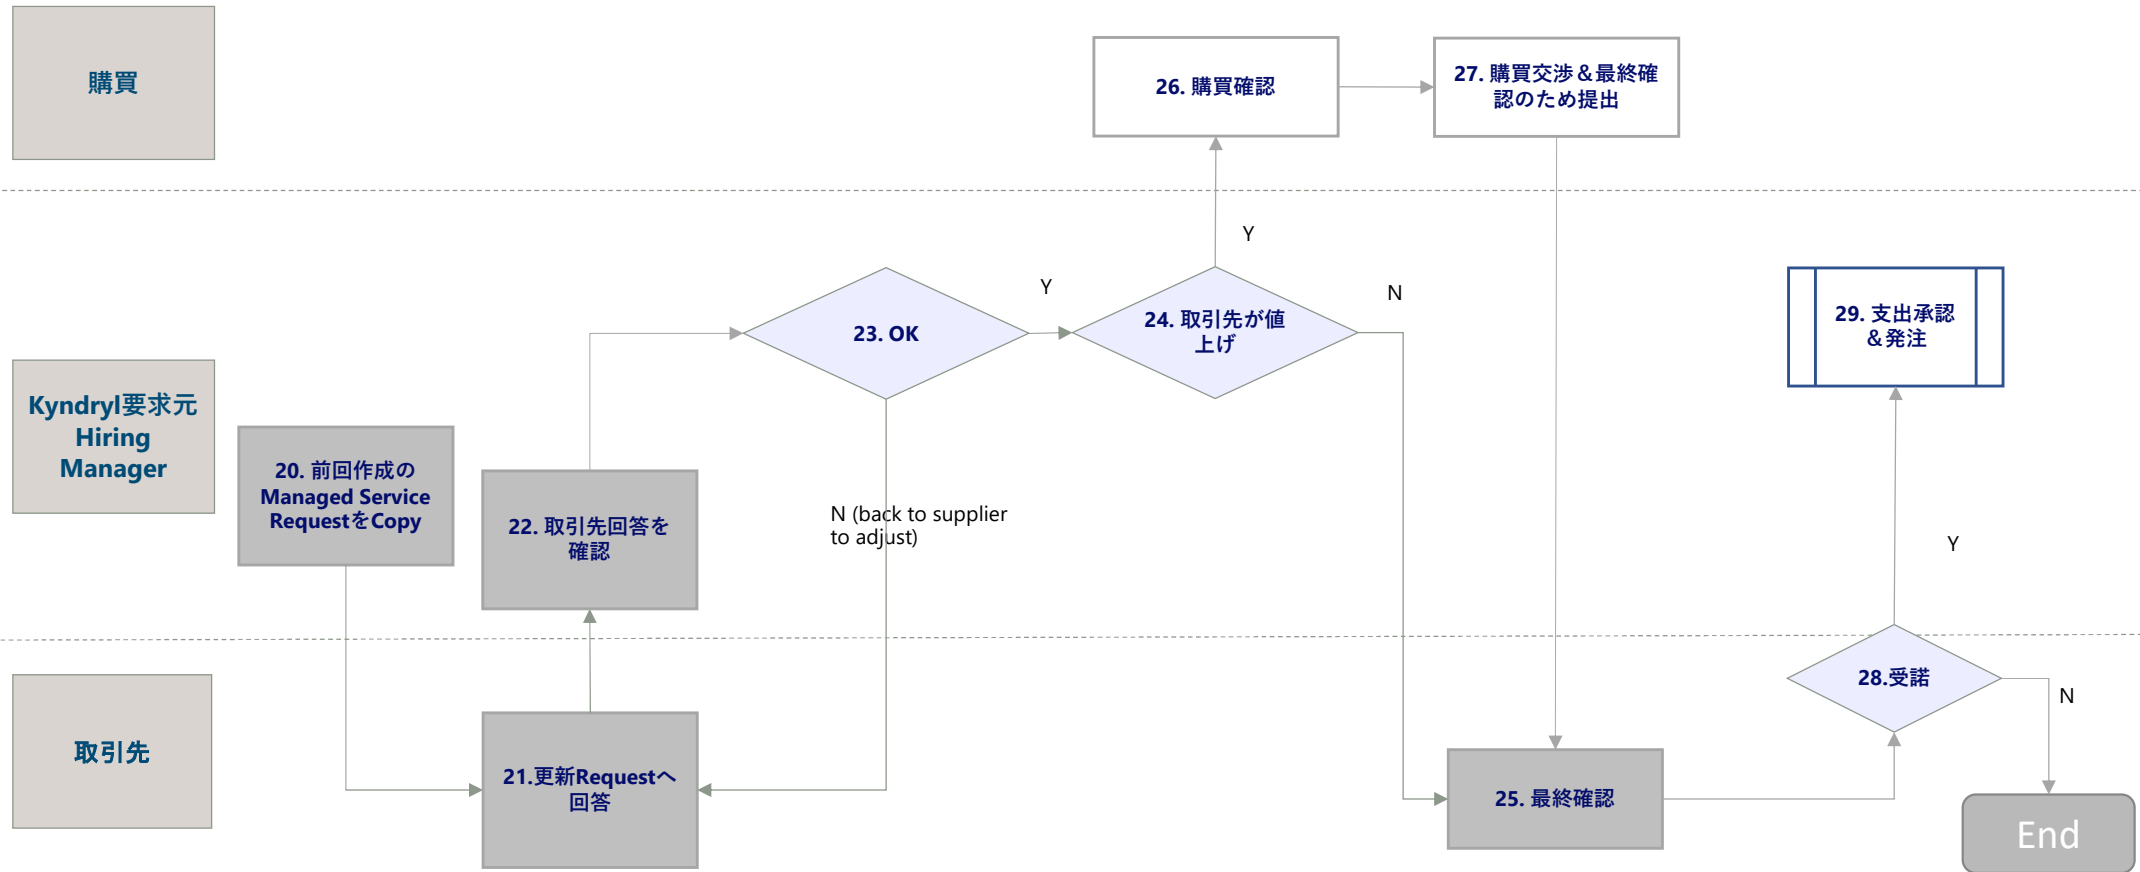 購買
26. 購買確認
27. 購買交渉＆最終確
認のため提出
Y
Kyndryl要求元
Hiring
Manager
20. 前回作成の
Managed Service
RequestをCopy
22. 取引先回答を
確認
23. OK
Y
N (back to supplier
to adjust)
24. 取引先が値
上げ
N
29. 支出承認
＆発注
Y
取引先
21.更新Requestへ
回答
25. 最終確認
28.受諾
N
End